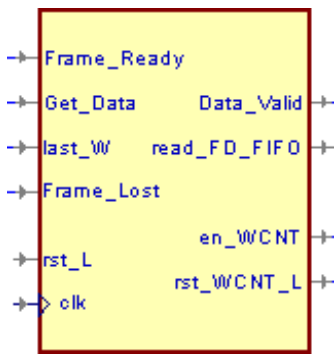 Frame_Ready
Get_Data Data_Valid
last_W read_FD_FIFO
Frame_Lost
en_WCNT
rst_L
rst_WCNT_L
clk